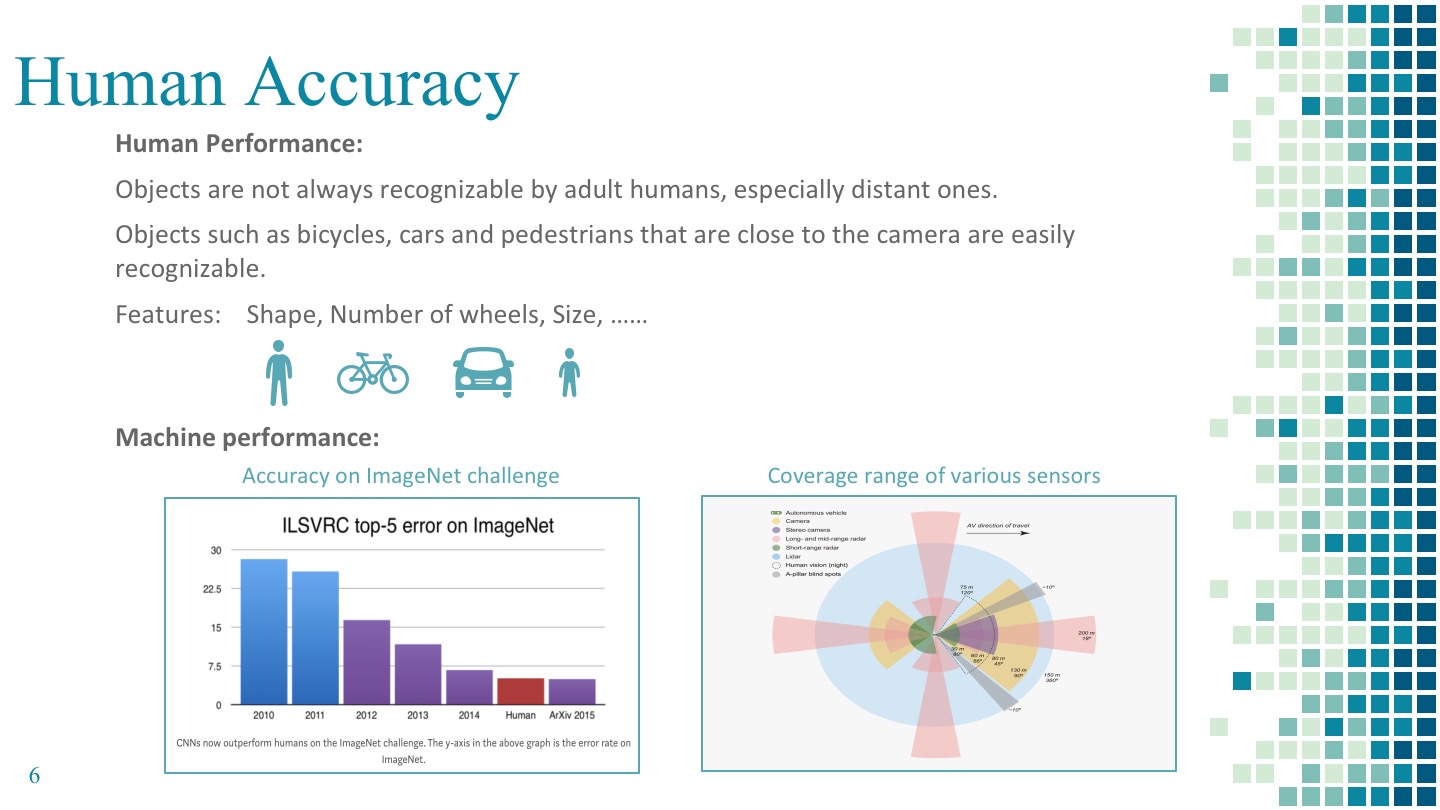 Human Accuracy
Human Performance:
Objects are not always recognizable by adult humans, especially distant ones.
Objects such as bicycles, cars and pedestrians that are close to the camera are easily
recognizable.
Features: Shape, Number of wheels, Size, ......
Machine performance:
Accuracy on ImageNet challenge
ILSVRC top-5 error on ImageNet
30
22.5
15
7.5
0
2010 2011 2012 2013 2014 Human ArXiv 2015
CNNs now outperform humans on the ImageNet challenge. The y-axis in the above graph is the error rate on
ImageNet.
Coverage range of various sensors
Autonomous vehicle
Camera
Stereo camera
Long- and mid-range radar
Short-range radar
Lidar
Human vision (night)
A-pillar blind spots
AV direction of travel
75 m
120°
~10°
200 m
18°
30 m
80°
60 m
56°
80 m
45°
130 m
90°
150 m
360°
~10°
6